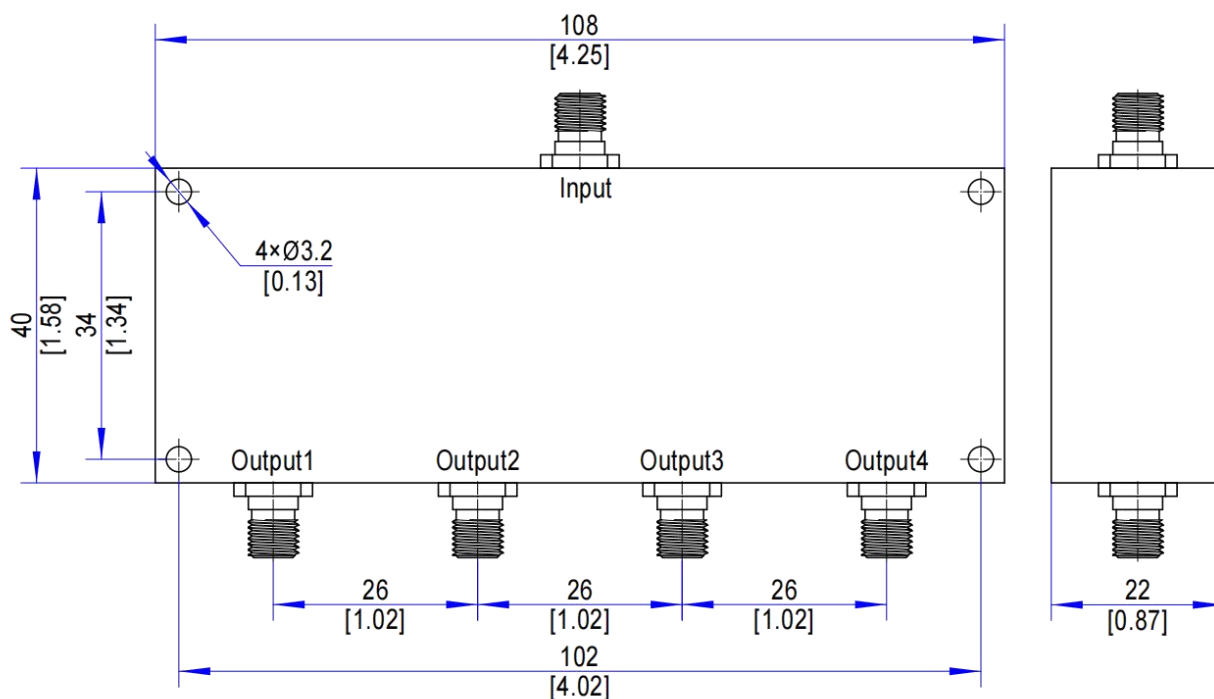 108
[4.25]
Input
4×Ø3.2
[0.13]
40
[1.58]
34
[1.34]
Output1
Output2
Output3
Output4
26
[1.02]
26
[1.02]
26
[1.02]
22
[0.87]
102
[4.02]